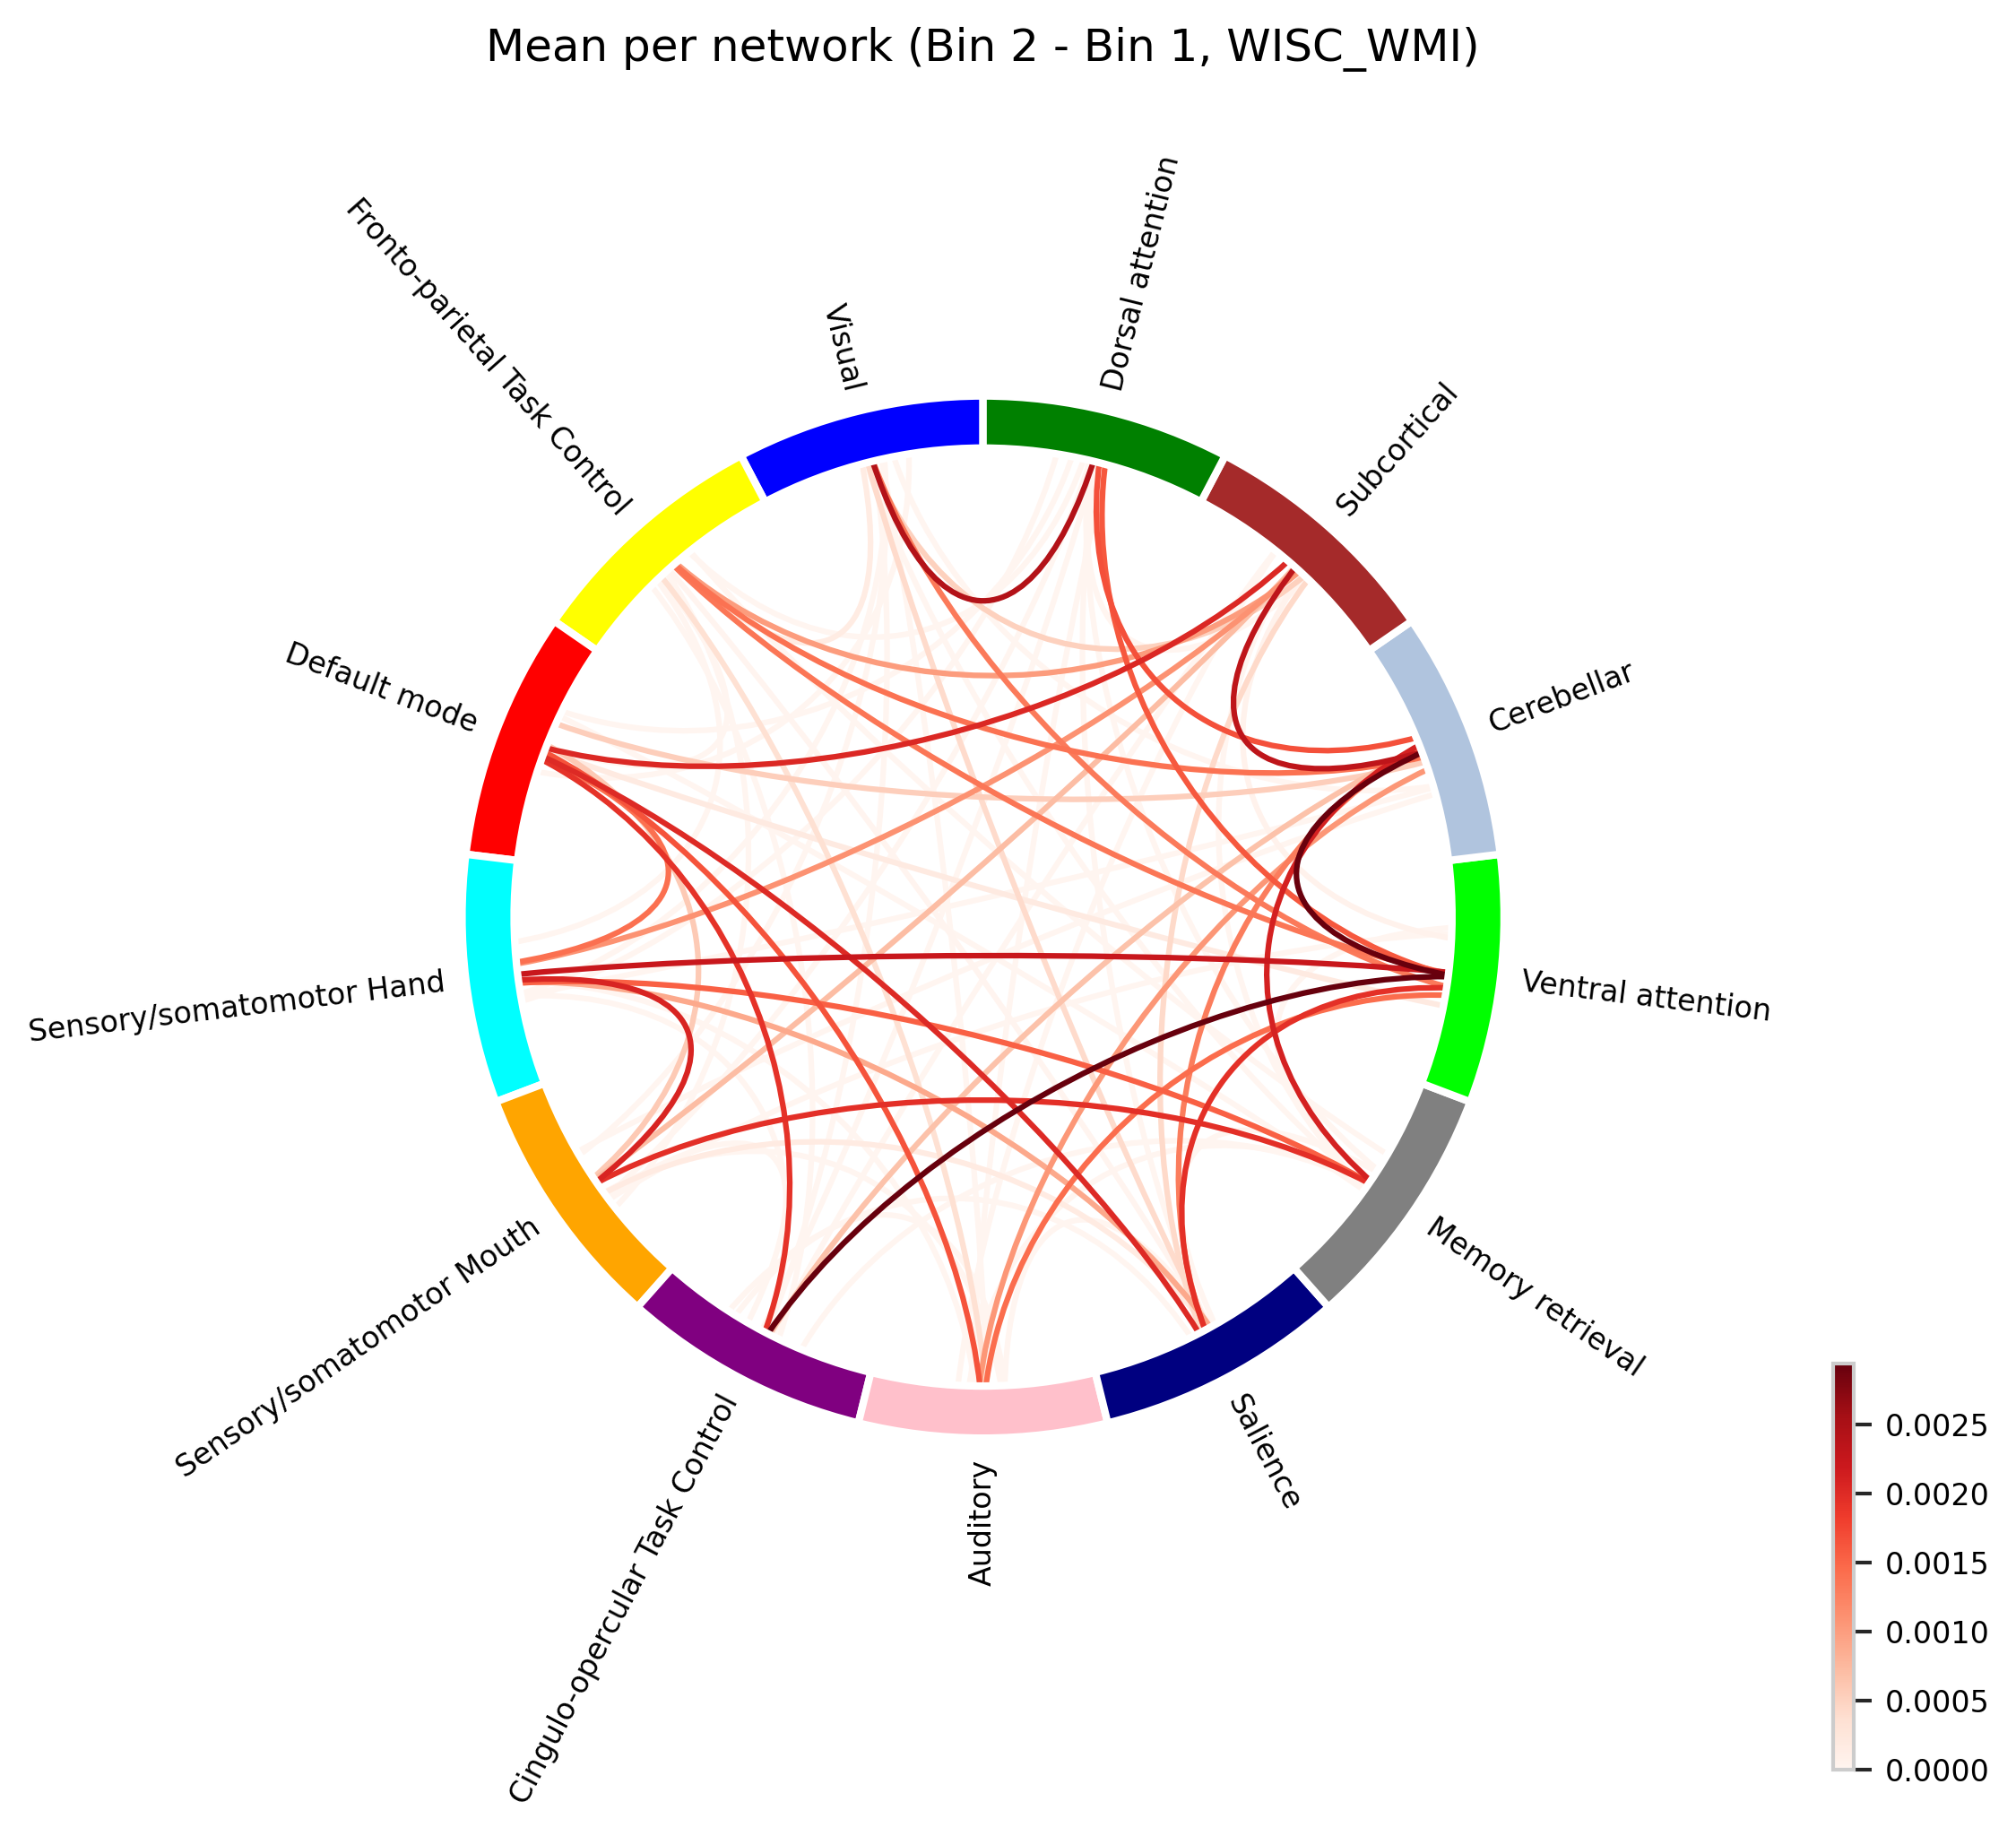 Mean per network (Bin 2 - Bin 1, WISC_WMI)
Dorsal attention
Visual
Fronto-parietal Task Control
Default mode
Sensory/somatomotor Hand
Sensory/somatomotor Mouth
Cingulo-opercular Task Control
Auditory
Salience
Memory retrieval
Ventral attention
Cerebellar
Subcortical
0.0025
0.0020
0.0015
0.0010
0.0005
0.0000